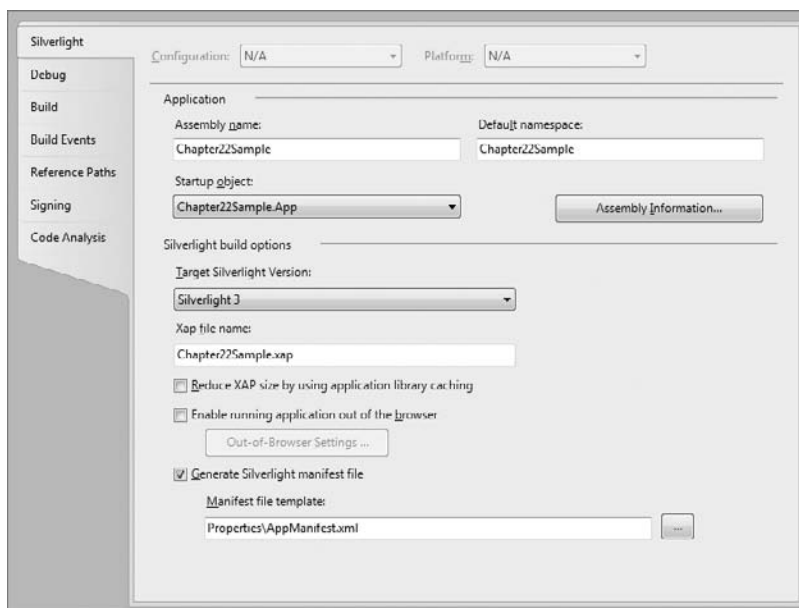 Silverlight
Debug
Build
Build Events
Reference Paths
Signing
Code Analysis
Configuration: N/A Platform: N/A
Application
Assembly name: Default namespace:
Chapter22Sample Chapter22Sample
Startup object:
Chapter22Sample.App Assembly Information...
Silverlight build options
Target Silverlight Version:
Silverlight 3
Xap file name:
Chapter22Sample.xap
Reduce XAP size by using application library caching
Enable running application out of the browser
Out-of-Browser Settings ...
Generate Silverlight manifest file
Manifest file template:
Properties\AppManifest.xml ...